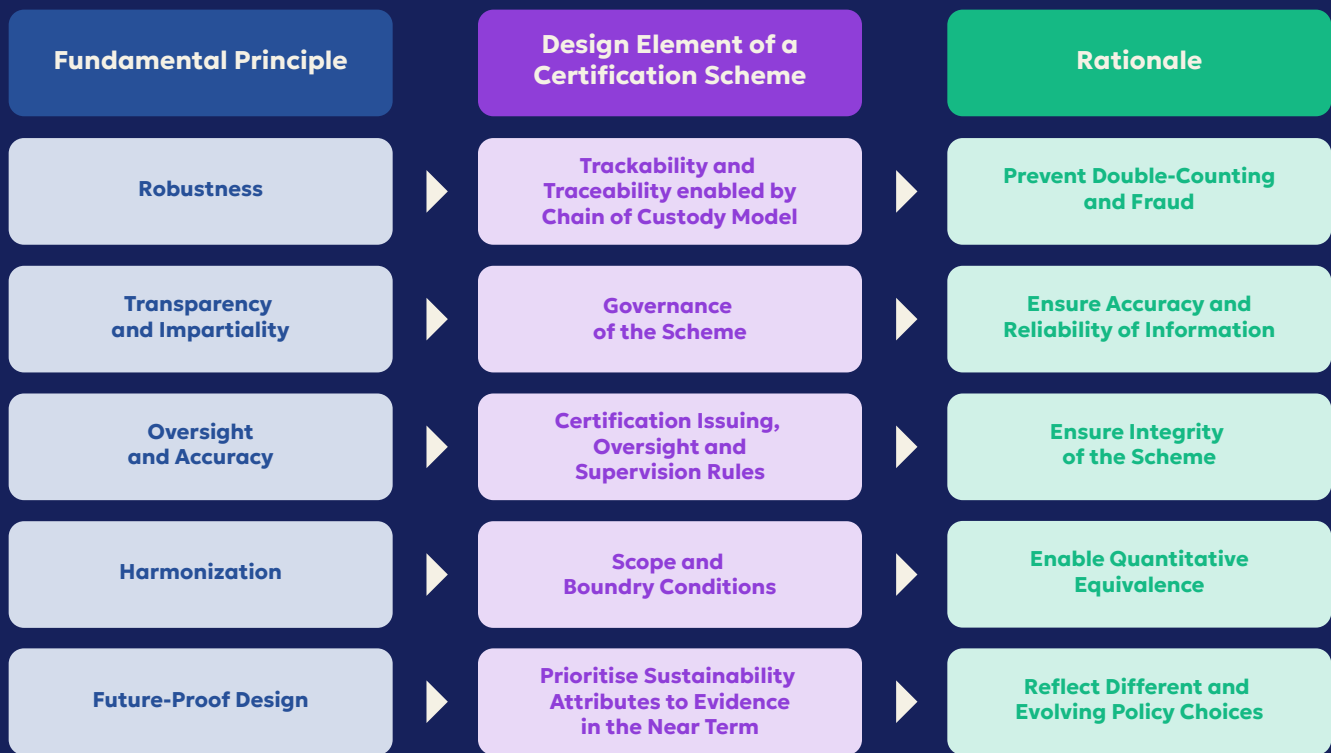 Fundamental Principle
Design Element of a
Certification Scheme
Rationale
Robustness
Trackability and
Traceability enabled by
Chain of Custody Model
Prevent Double-Counting
and Fraud
Transparency
and Impartiality
Governance
of the Scheme
Ensure Accuracy and
Reliability of Information
Oversight
and Accuracy
Certification Issuing,
Oversight and
Supervision Rules
Ensure Integrity
of the Scheme
Harmonization
Scope and
Boundry Conditions
Enable Quantitative
Equivalence
Future-Proof Design
Prioritise Sustainability
Attributes to Evidence
in the Near Term
Reflect Different and
Evolving Policy Choices